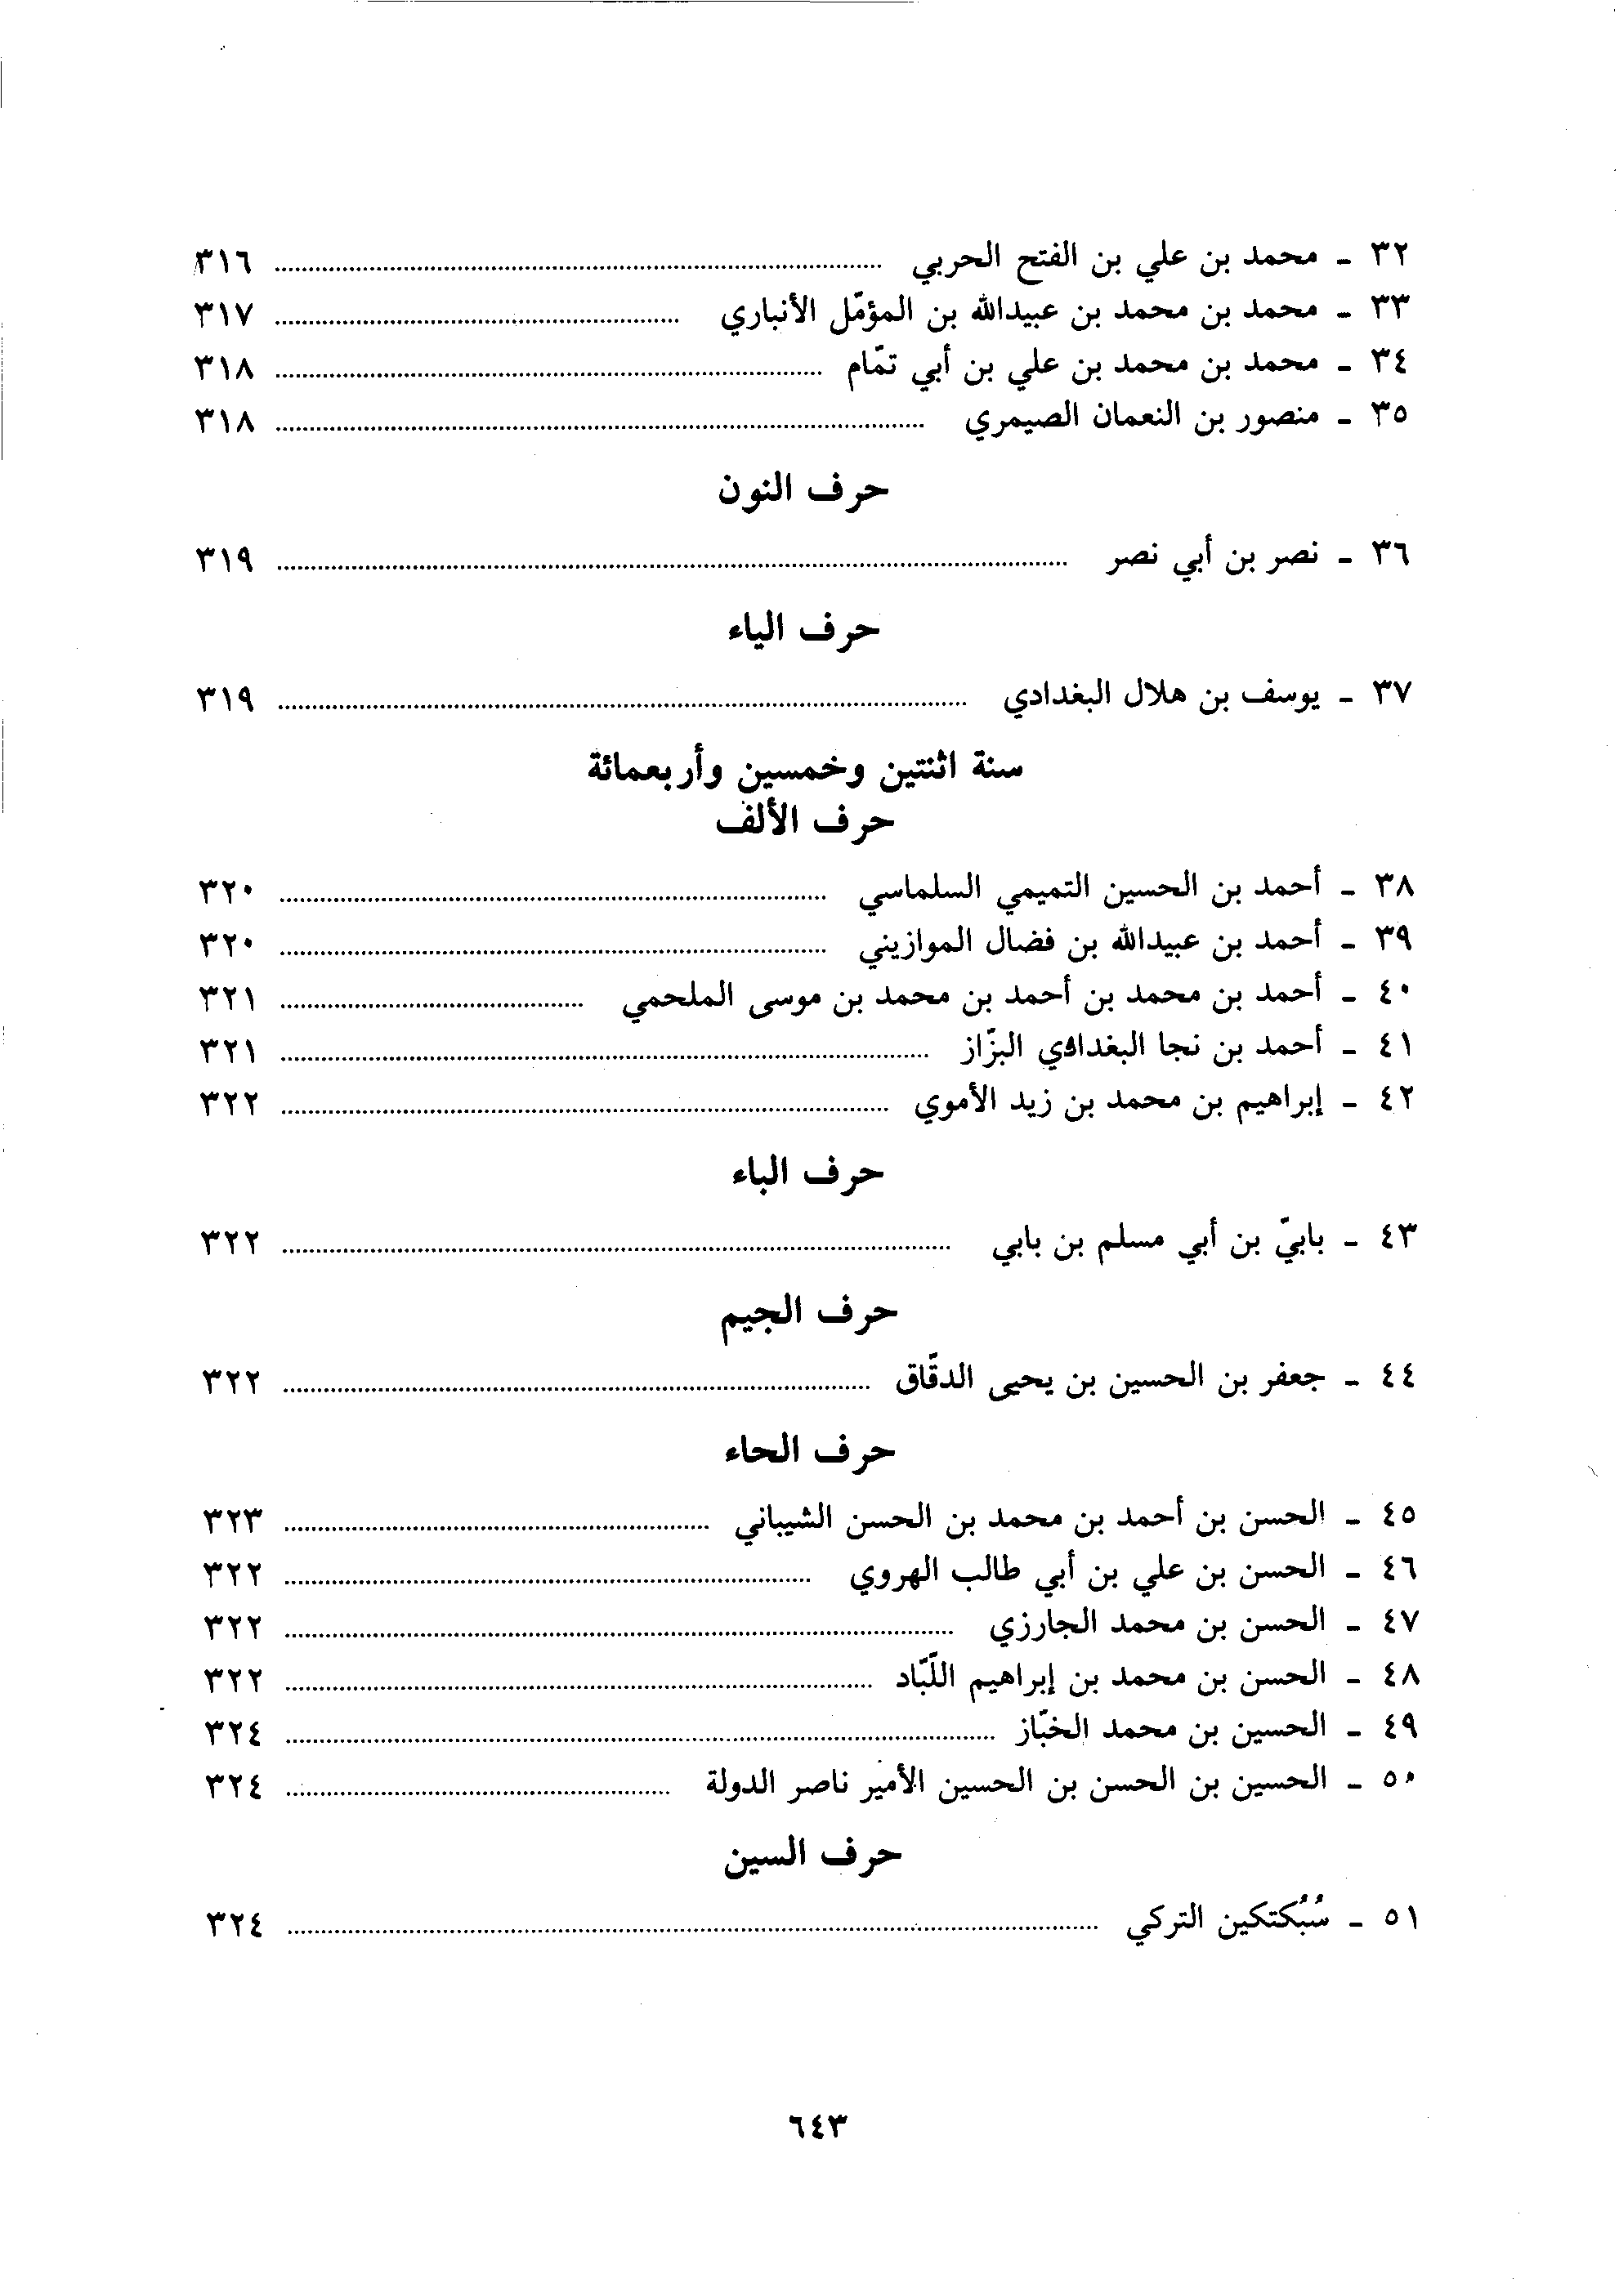 ٣٢ - محمد بن علي بن الفتح الحربي ........ ٣١٦
٣٣ - محمد بن محمد بن عبيدالله بن المؤمّل الأنباري ........ ٣١٧
٣٤ - محمد بن محمد بن علي بن أبي تمّام ........ ٣١٨
٣٥ - منصور بن النعمان الصيمري ........ ٣١٨
حرف النون
٣٦ - نصر بن أبي نصر ........ ٣١٩
حرف الياء
٣٧ - يوسف بن هلال البغدادي ........ ٣١٩
سنة اثنتين وخمسين وأربعمائة
حرف الألف
٣٨ - أحمد بن الحسين التميمي السلماسي ........ ٣٢٠
٣٩ - أحمد بن عبيدالله بن فضال الموازيني ........ ٣٢٠
٤٠ - أحمد بن محمد بن أحمد بن محمد بن موسى الملحمي ........ ٣٢١
٤١ - أحمد بن نجا البغدادي البزّاز ........ ٣٢١
٤٢ - إبراهيم بن محمد بن زيد الأموي ........ ٣٢٢
حرف الباء
٤٣ - بابيّ بن أبي مسلم بن بابي ........ ٣٢٢
حرف الجيم
٤٤ - جعفر بن الحسين بن يحيى الدقّاق ........ ٣٢٢
حرف الحاء
٤٥ - الحسن بن أحمد بن محمد بن الحسن الشيباني ........ ٣٢٣
٤٦ - الحسن بن علي بن أبي طالب الهروي ........ ٣٢٢
٤٧ - الحسن بن محمد الجارزي ........ ٣٢٢
٤٨ - الحسن بن محمد بن إبراهيم اللّبّاد ........ ٣٢٢
٤٩ - الحسين بن محمد الخبّاز ........ ٣٢٤
٥٠ - الحسين بن الحسن بن الحسين الأمير ناصر الدولة ........ ٣٢٤
حرف السين
٥١ - سُبُكتكين التركي ........ ٣٢٤
٦٤٣